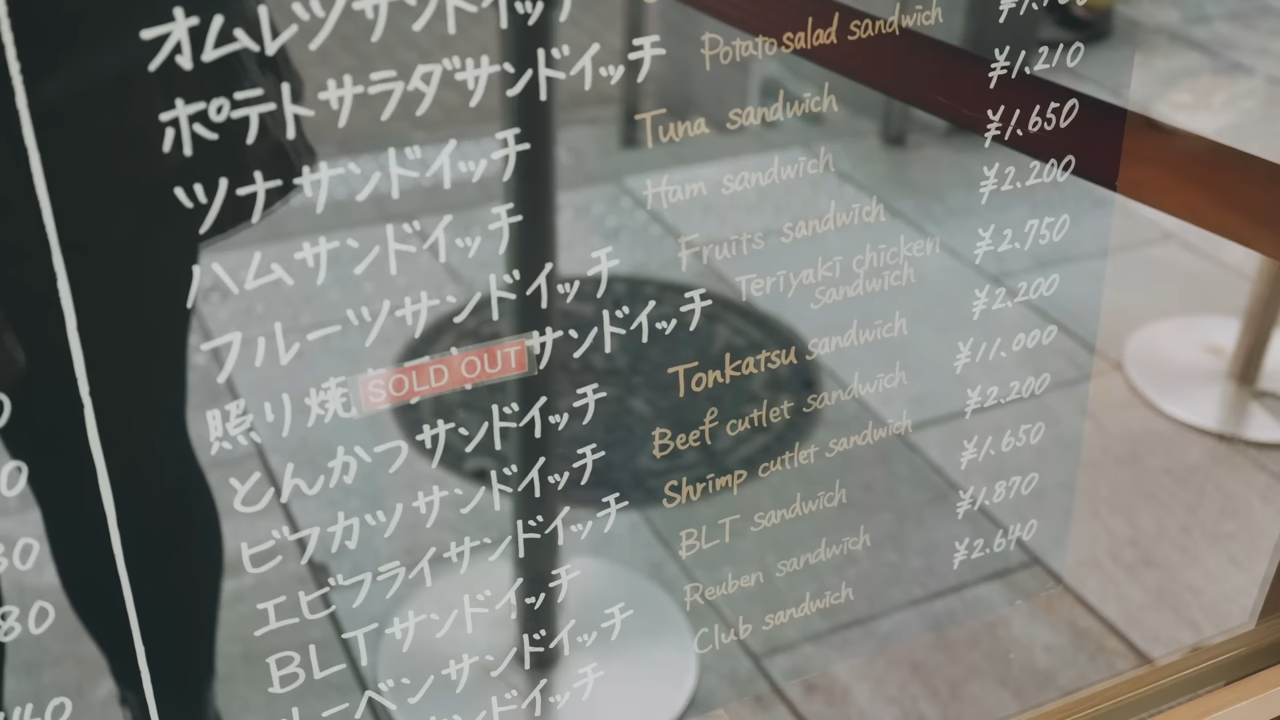 オムレツサンドイッチ
ポテトサラダサンドイッチ Potato salad sandwich
ツナサンドイッチ Tuna sandwich ¥1.210
ハムサンドイッチ Ham sandwich ¥1.650
フルーツサンドイッチ Fruits sandwich ¥2.200
照り焼 SOLD OUT サンドイッチ Teriyaki chicken sandwich ¥2.750
とんかつサンドイッチ Tonkatsu sandwich ¥2.200
ビフカツサンドイッチ Beef cutlet sandwich ¥11.000
エビフライサンドイッチ Shrimp cutlet sandwich ¥2.200
BLTサンドイッチ BLT sandwich ¥1.650
ーベンサンドイッチ Reuben sandwich ¥1.870
サンドイッチ Club sandwich ¥2.640